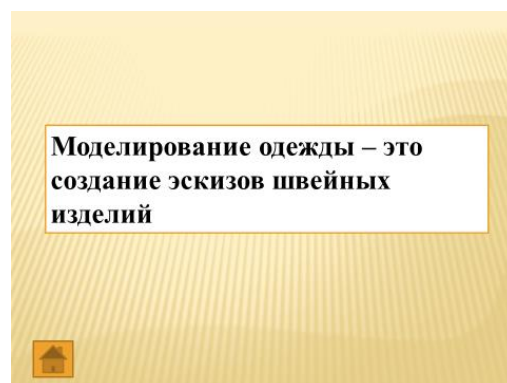 Моделирование одежды – это
создание эскизов швейных
изделий